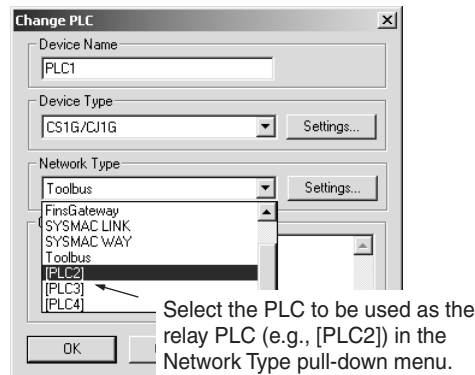 Change PLC
Device Name
PLC1
Device Type
CS1G/CJ1G
Settings...
Network Type
Toolbus
Settings...
FinsGateway
SYSMAC LINK
SYSMAC WAY
Toolbus
[PLC2]
[PLC3]
[PLC4]
Select the PLC to be used as the
relay PLC (e.g., [PLC2]) in the
Network Type pull-down menu.
OK